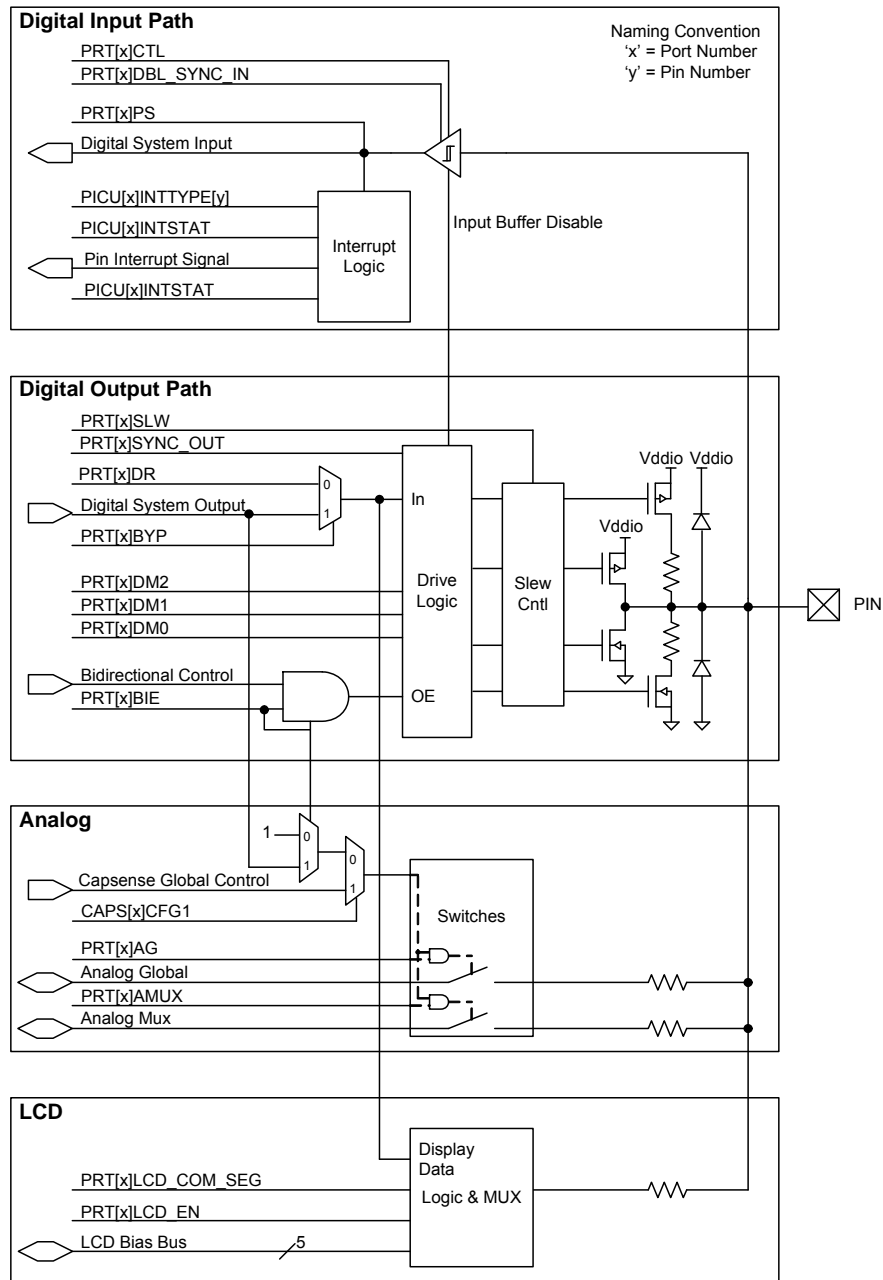 Digital Input Path
Naming Convention
'x' = Port Number
'y' = Pin Number
PRT[x]CTL
PRT[x]DBL_SYNC_IN
PRT[x]PS
Digital System Input
PICU[x]INTTYPE[y]
PICU[x]INTSTAT
Pin Interrupt Signal
PICU[x]INTSTAT
Interrupt
Logic
Input Buffer Disable
Digital Output Path
PRT[x]SLW
PRT[x]SYNC_OUT
PRT[x]DR
Digital System Output
PRT[x]BYP
0
1
PRT[x]DM2
PRT[x]DM1
PRT[x]DM0
Bidirectional Control
PRT[x]BIE
In
Drive
Logic
OE
Slew
Cntl
Vddio Vddio
Vddio
PIN
Analog
1
0
1
0
1
Capsense Global Control
CAPS[x]CFG1
Switches
PRT[x]AG
Analog Global
PRT[x]AMUX
Analog Mux
LCD
Display
Data
Logic & MUX
PRT[x]LCD_COM_SEG
PRT[x]LCD_EN
LCD Bias Bus
5